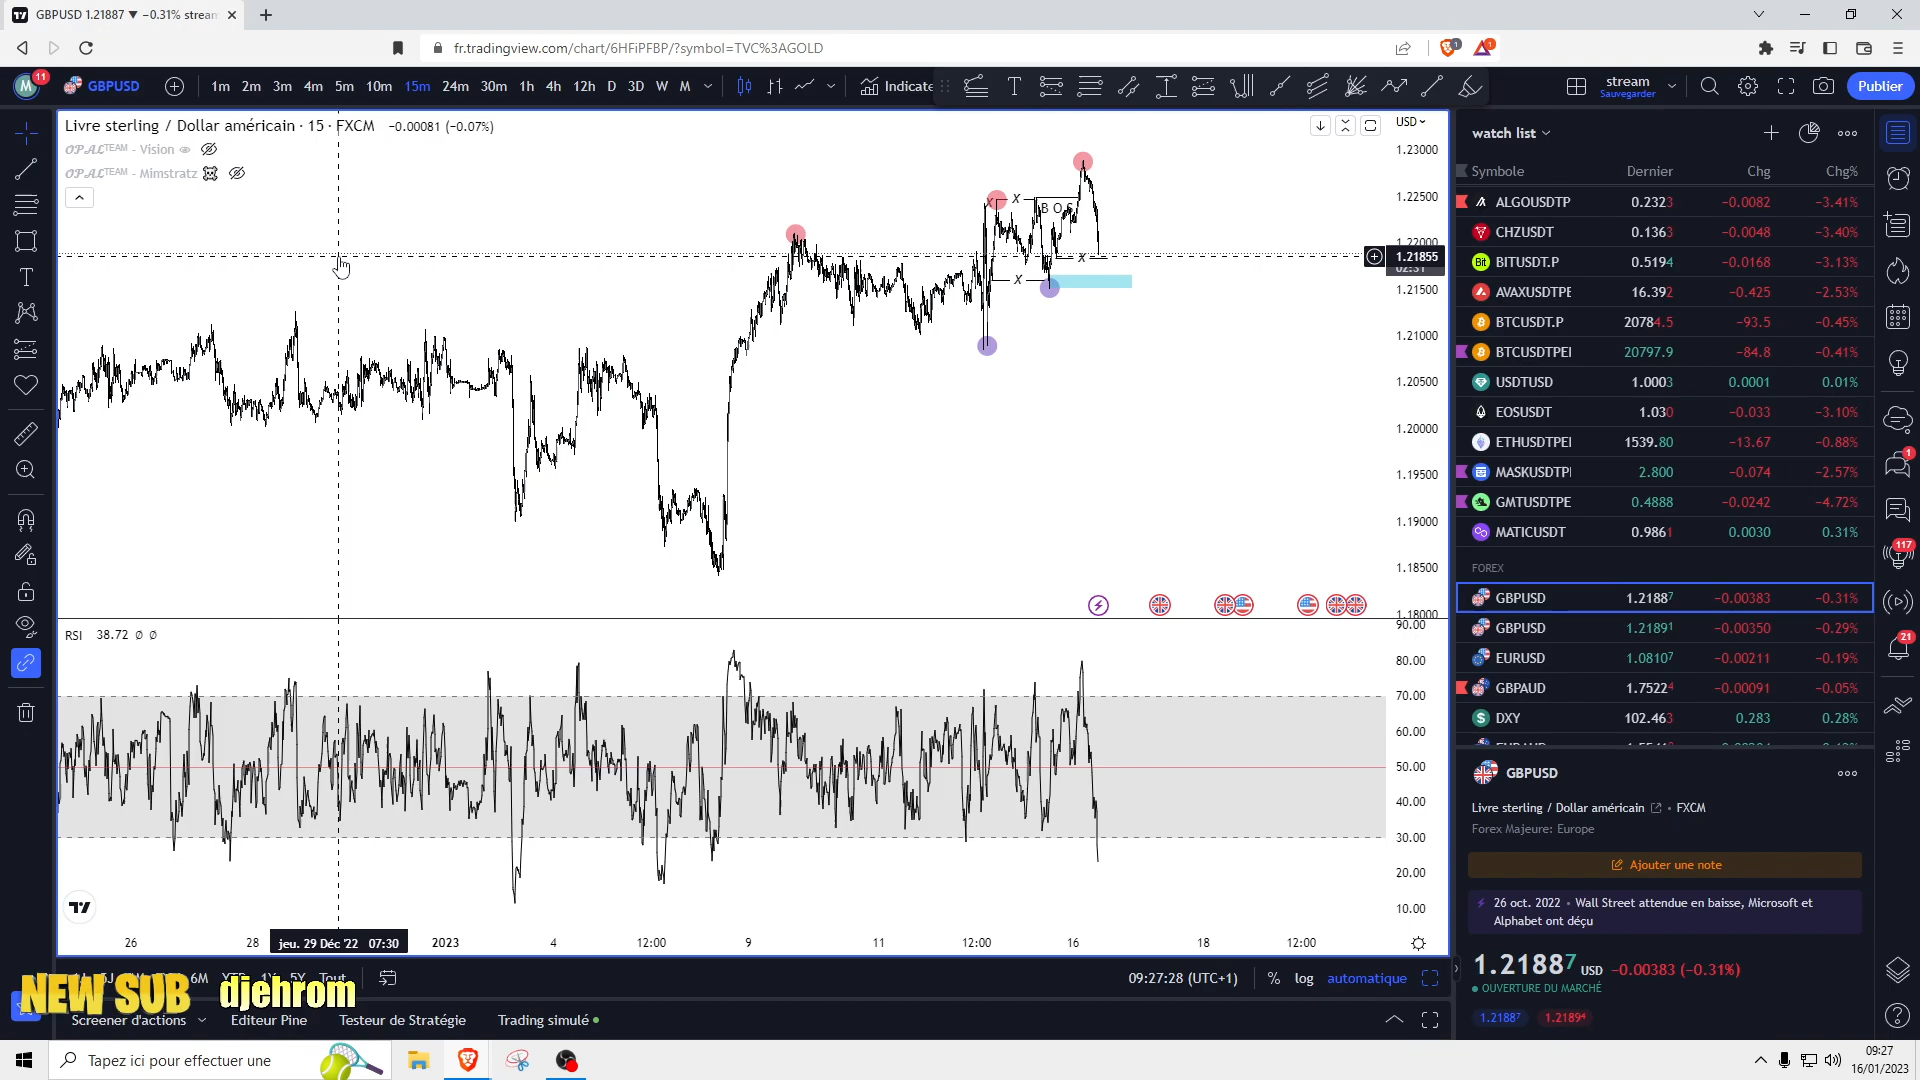 GBPUSD 1.21887 ▼ −0.31% stream
fr.tradingview.com/chart/6HFiPFBP/?symbol=TVC%3AGOLD
1
1
M
11
GBPUSD
1m 2m 3m 4m 5m 10m 15m 24m 30m 1h 4h 12h D 3D W M
Indicate
stream
Sauvegarder
Publier
Livre sterling / Dollar américain · 15 · FXCM −0.00081 (−0.07%)
OPALTEAM - Vision
OPALTEAM - Mimstratz
USD
1.23000
1.22500
1.22000
1.21855
02:31
1.21500
1.21000
1.20500
1.20000
1.19500
1.19000
1.18500
1.18000
X
X
BOS
X
X
RSI 38.72 ∅ ∅
90.00
80.00
70.00
60.00
50.00
40.00
30.00
20.00
10.00
26 28 jeu. 29 Déc '22 07:30 2023 4 12:00 9 11 12:00 16 18 12:00
6M
1Y 5Y Tout
09:27:28 (UTC+1) % log automatique
NEW SUB djehrom
Screener d'actions Editeur Pine Testeur de Stratégie Trading simulé
watch list
Symbole Dernier Chg Chg%
ALGOUSDTP 0.2323 −0.0082 −3.41%
CHZUSDT 0.1363 −0.0048 −3.40%
BITUSDT.P 0.5194 −0.0168 −3.13%
AVAXUSDTPE 16.392 −0.425 −2.53%
BTCUSDT.P 20784.5 −93.5 −0.45%
BTCUSDTPEI 20797.9 −84.8 −0.41%
USDTUSD 1.0003 0.0001 0.01%
EOSUSDT 1.030 −0.033 −3.10%
ETHUSDTPEI 1539.80 −13.67 −0.88%
MASKUSDTPI 2.800 −0.074 −2.57%
GMTUSDTPE 0.4888 −0.0242 −4.72%
MATICUSDT 0.9861 0.0030 0.31%
FOREX
GBPUSD 1.21887 −0.00383 −0.31%
GBPUSD 1.21891 −0.00350 −0.29%
EURUSD 1.08107 −0.00211 −0.19%
GBPAUD 1.75224 −0.00091 −0.05%
DXY 102.463 0.283 0.28%
GBPUSD
Livre sterling / Dollar américain • FXCM
Forex Majeure: Europe
Ajouter une note
26 oct. 2022 • Wall Street attendue en baisse, Microsoft et
Alphabet ont déçu
1.21887 USD −0.00383 (−0.31%)
OUVERTURE DU MARCHÉ
1.21887 1.21894
1
117
21
Tapez ici pour effectuer une
09:27
16/01/2023